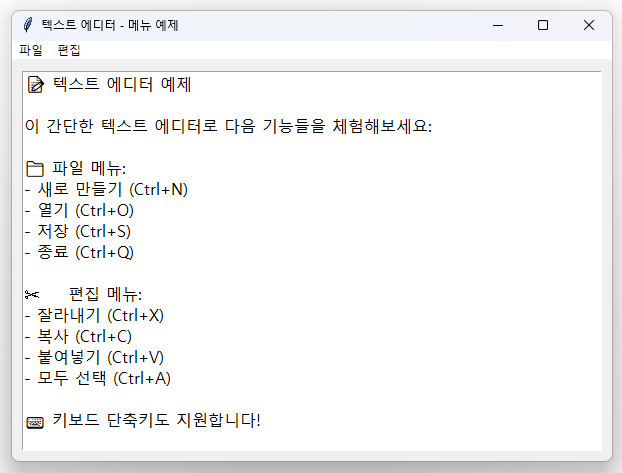 텍스트 에디터 - 메뉴 예제
파일 편집
📝 텍스트 에디터 예제
이 간단한 텍스트 에디터로 다음 기능들을 체험해보세요:
📁 파일 메뉴:
- 새로 만들기 (Ctrl+N)
- 열기 (Ctrl+O)
- 저장 (Ctrl+S)
- 종료 (Ctrl+Q)
✂️ 편집 메뉴:
- 잘라내기 (Ctrl+X)
- 복사 (Ctrl+C)
- 붙여넣기 (Ctrl+V)
- 모두 선택 (Ctrl+A)
⌨ 키보드 단축키도 지원합니다!